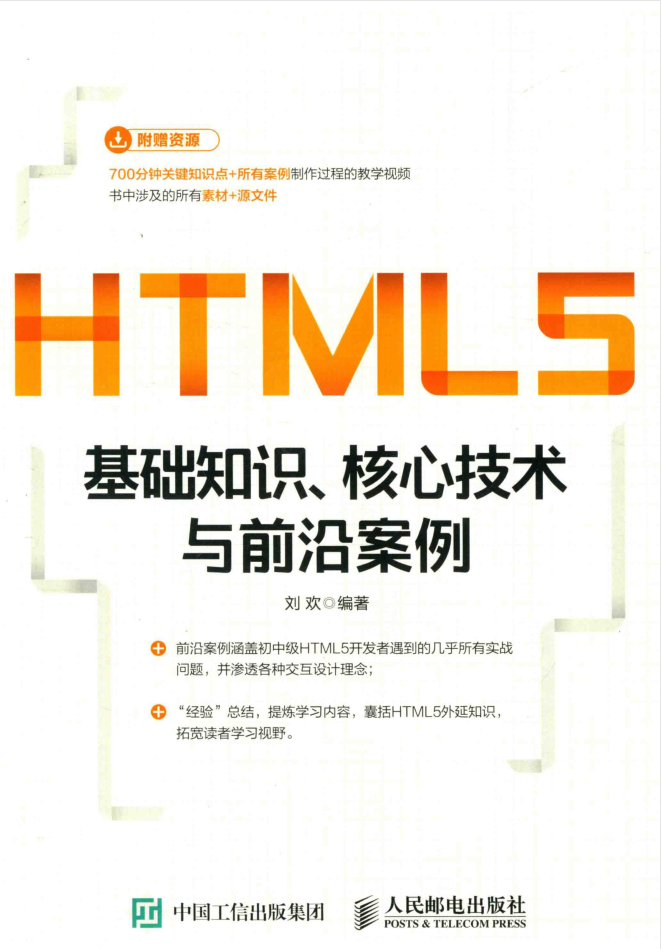 附赠资源
700分钟关键知识点+所有案例制作过程的教学视频
书中涉及的所有素材+源文件
HTML5
基础知识、核心技术
与前沿案例
刘 欢◎编著
前沿案例涵盖初中级HTML5开发者遇到的几乎所有实战
问题，并渗透各种交互设计理念；
“经验”总结，提炼学习内容，囊括HTML5外延知识，
拓宽读者学习视野。
中国工信出版集团
人民邮电出版社
POSTS & TELECOM PRESS